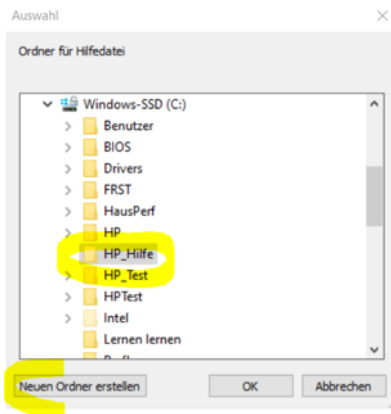 Auswahl
Ordner für Hilfedatei
Windows-SSD (C:)
Benutzer
BIOS
Drivers
FRST
HausPerf
HP
HP_Hilfe
HP_Test
HPTest
Intel
Lernen lernen
Neuen Ordner erstellen
OK
Abbrechen